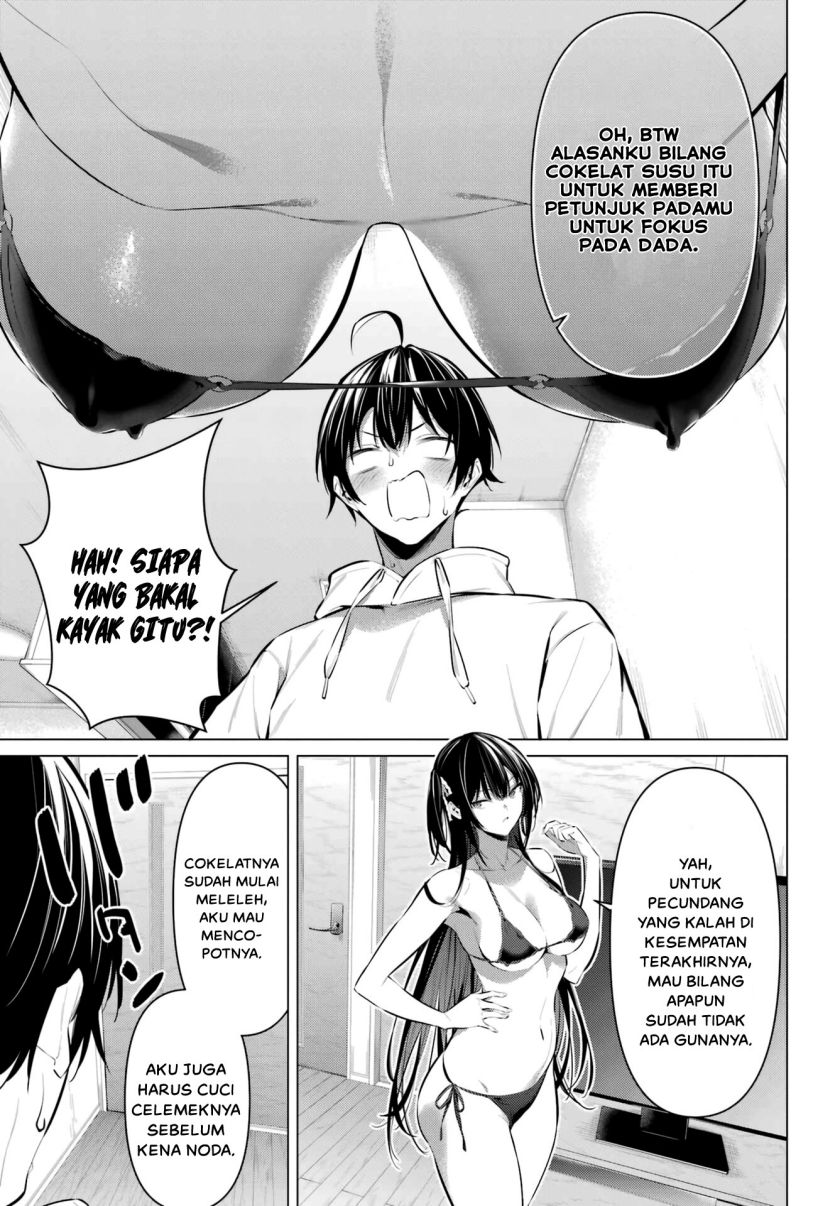 OH, BTW
ALASANKU BILANG
COKELAT SUSU ITU
UNTUK MEMBERI
PETUNJUK PADAMU
UNTUK FOKUS
PADA DADA.
HAH! SIAPA
YANG BAKAL
KAYAK GITU?!
YAH,
UNTUK
PECUNDANG
YANG KALAH DI
KESEMPATAN
TERAKHIRNYA,
MAU BILANG
APAPUN
SUDAH TIDAK
ADA GUNANYA.
COKELATNYA
SUDAH MULAI
MELELEH,
AKU MAU
MENCO-
POTNYA.
AKU JUGA
HARUS CUCI
CELEMEKNYA
SEBELUM
KENA NODA.